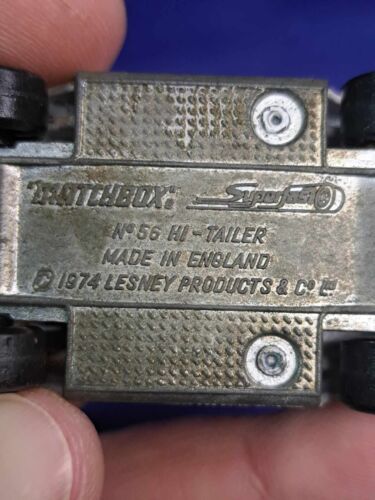 "MATCHBOX"® Superfast
Nº 56 HI-TAILER
MADE IN ENGLAND
© 1974 LESNEY PRODUCTS & Cº Lᵗᵈ